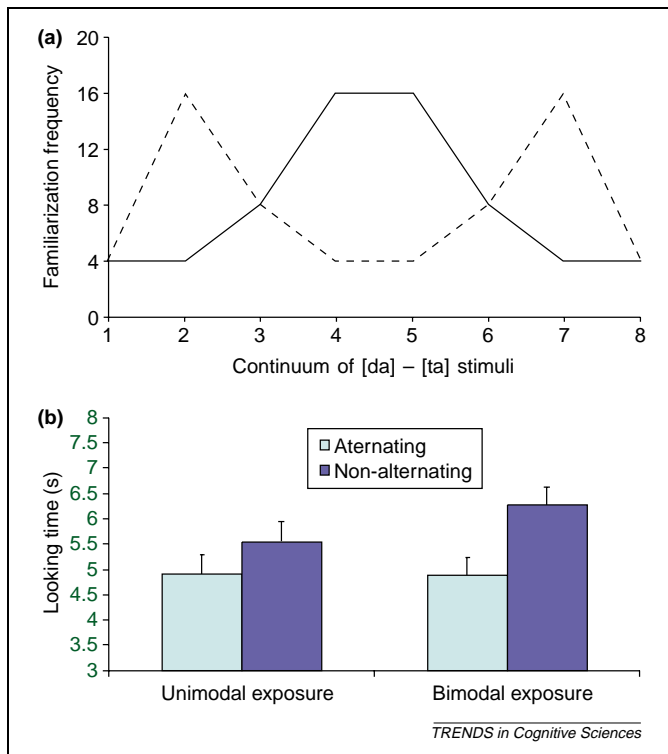 (a)
20
16
12
8
4
0
Familiarization frequency
1 2 3 4 5 6 7 8
Continuum of [da] – [ta] stimuli
(b)
8
7.5
7
6.5
6
5.5
5
4.5
4
3.5
3
Looking time (s)
Aternating
Non-alternating
Unimodal exposure Bimodal exposure
TRENDS in Cognitive Sciences